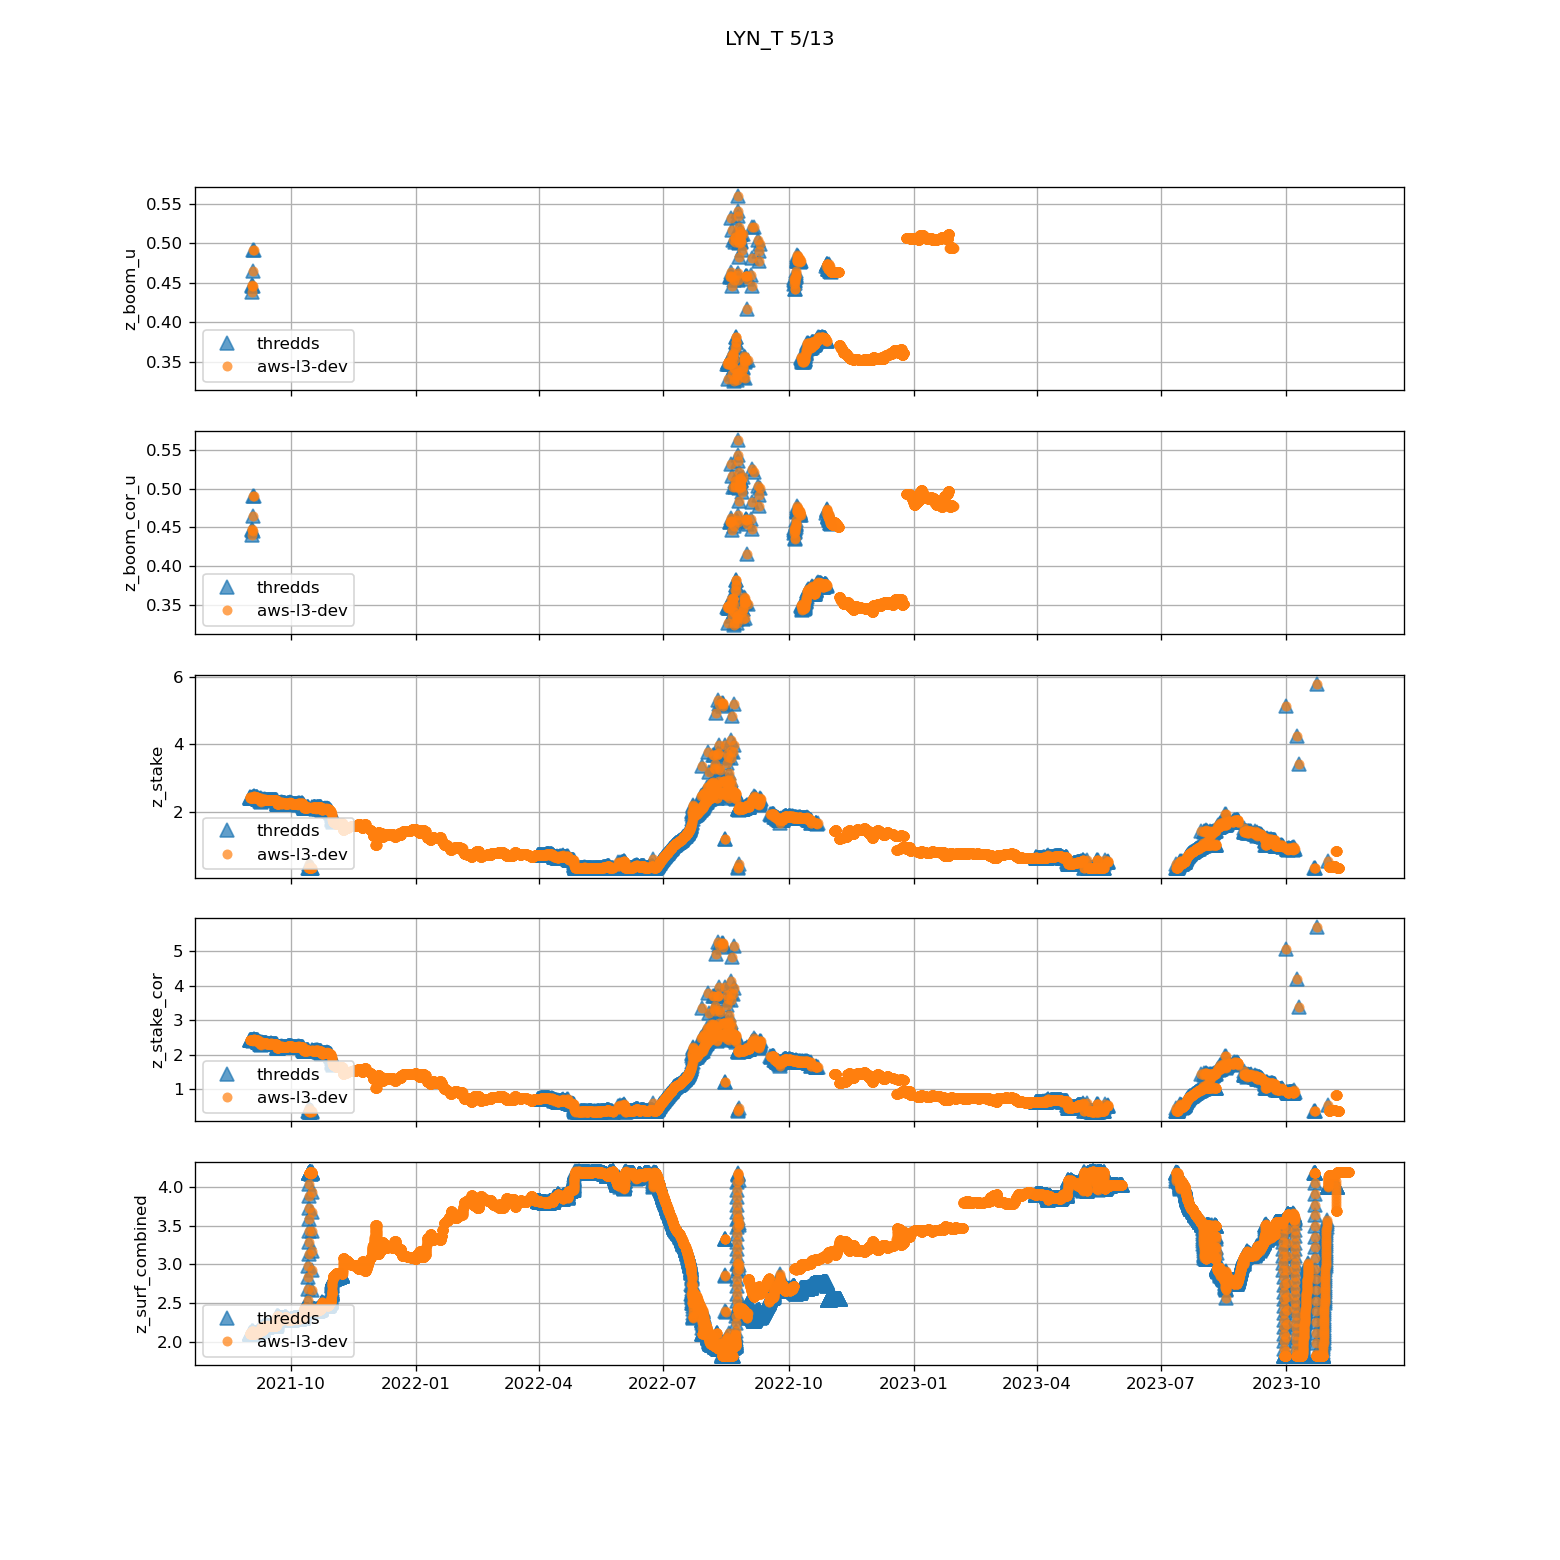 LYN_T 5/13
z_boom_u
0.55
0.50
0.45
0.40
0.35
thredds
aws-l3-dev
z_boom_cor_u
0.55
0.50
0.45
0.40
0.35
thredds
aws-l3-dev
z_stake
6
4
2
thredds
aws-l3-dev
z_stake_cor
5
4
3
2
1
thredds
aws-l3-dev
z_surf_combined
4.0
3.5
3.0
2.5
2.0
thredds
aws-l3-dev
2021-10 2022-01 2022-04 2022-07 2022-10 2023-01 2023-04 2023-07 2023-10